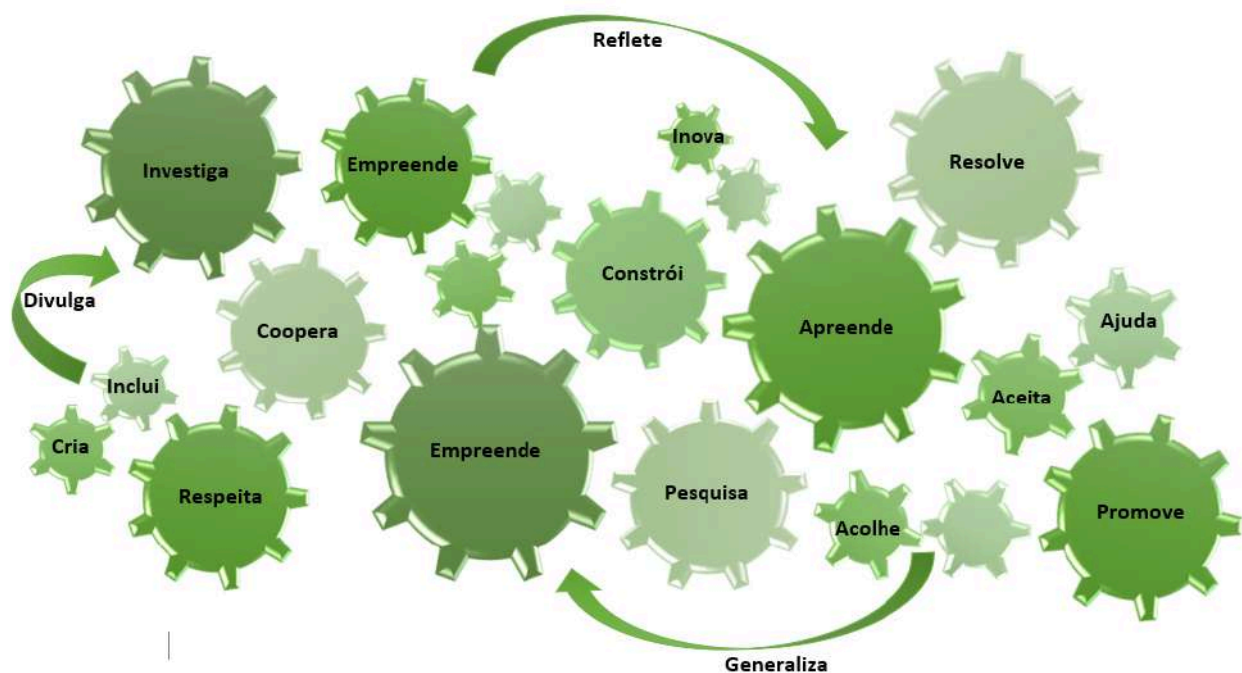 Reflete
Inova
Investiga
Empreende
Resolve
Constrói
Divulga
Coopera
Apreende
Ajuda
Inclui
Aceita
Cria
Empreende
Respeita
Pesquisa
Acolhe
Promove
Generaliza